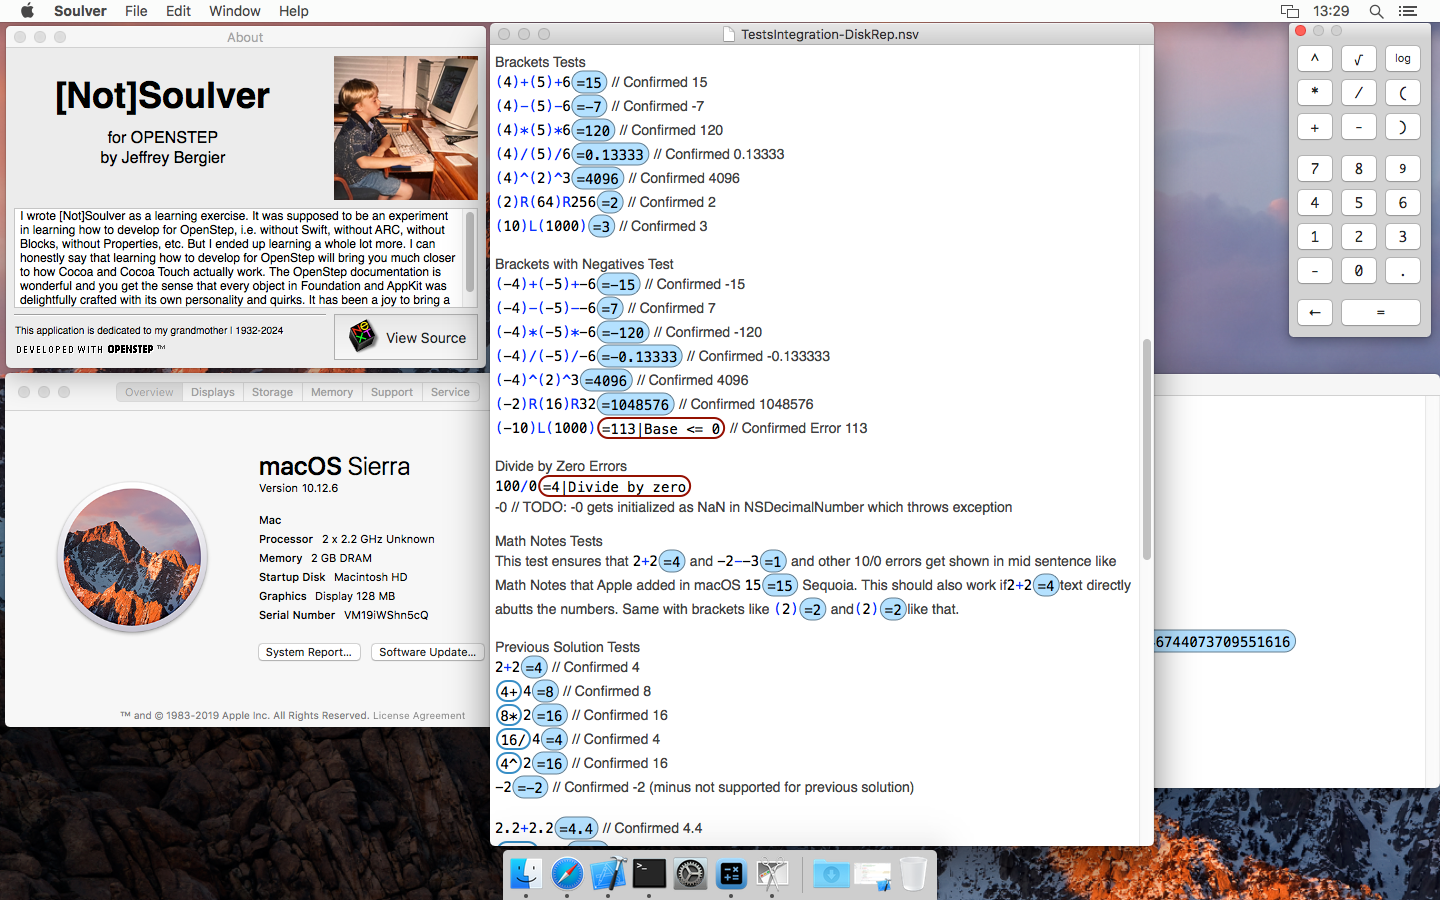 Soulver File Edit Window Help 13:29
About
[Not]Soulver
for OPENSTEP
by Jeffrey Bergier
I wrote [Not]Soulver as a learning exercise. It was supposed to be an experiment
in learning how to develop for OpenStep, i.e. without Swift, without ARC, without
Blocks, without Properties, etc. But I ended up learning a whole lot more. I can
honestly say that learning how to develop for OpenStep will bring you much closer
to how Cocoa and Cocoa Touch actually work. The OpenStep documentation is
wonderful and you get the sense that every object in Foundation and AppKit was
delightfully crafted with its own personality and quirks. It has been a joy to bring a
This application is dedicated to my grandmother | 1932-2024
DEVELOPED WITH OPENSTEP ™
View Source
Overview Displays Storage Memory Support Service
macOS Sierra
Version 10.12.6
Mac
Processor 2 x 2.2 GHz Unknown
Memory 2 GB DRAM
Startup Disk Macintosh HD
Graphics Display 128 MB
Serial Number VM19iWShn5cQ
System Report... Software Update...
™ and © 1983-2019 Apple Inc. All Rights Reserved. License Agreement
TestsIntegration-DiskRep.nsv
Brackets Tests
(4)+(5)+6=15 // Confirmed 15
(4)−(5)−6=−7 // Confirmed -7
(4)*(5)*6=120 // Confirmed 120
(4)/(5)/6=0.13333 // Confirmed 0.13333
(4)^(2)^3=4096 // Confirmed 4096
(2)R(64)R256=2 // Confirmed 2
(10)L(1000)=3 // Confirmed 3
Brackets with Negatives Test
(−4)+(−5)+−6=−15 // Confirmed -15
(−4)−(−5)−−6=7 // Confirmed 7
(−4)*(−5)*−6=−120 // Confirmed -120
(−4)/(−5)/−6=−0.13333 // Confirmed -0.133333
(−4)^(2)^3=4096 // Confirmed 4096
(−2)R(16)R32=1048576 // Confirmed 1048576
(−10)L(1000)=113|Base <= 0 // Confirmed Error 113
Divide by Zero Errors
100/0=4|Divide by zero
-0 // TODO: -0 gets initialized as NaN in NSDecimalNumber which throws exception
Math Notes Tests
This test ensures that 2+2=4 and −2−−3=1 and other 10/0 errors get shown in mid sentence like
Math Notes that Apple added in macOS 15=15 Sequoia. This should also work if2+2=4text directly
abutts the numbers. Same with brackets like (2)=2 and(2)=2like that.
Previous Solution Tests
2+2=4 // Confirmed 4
4+4=8 // Confirmed 8
8*2=16 // Confirmed 16
16/4=4 // Confirmed 4
4^2=16 // Confirmed 16
−2=−2 // Confirmed -2 (minus not supported for previous solution)
2.2+2.2=4.4 // Confirmed 4.4
^ √ log
* / (
+ - )
7 8 9
4 5 6
1 2 3
- 0 .
← =
6744073709551616